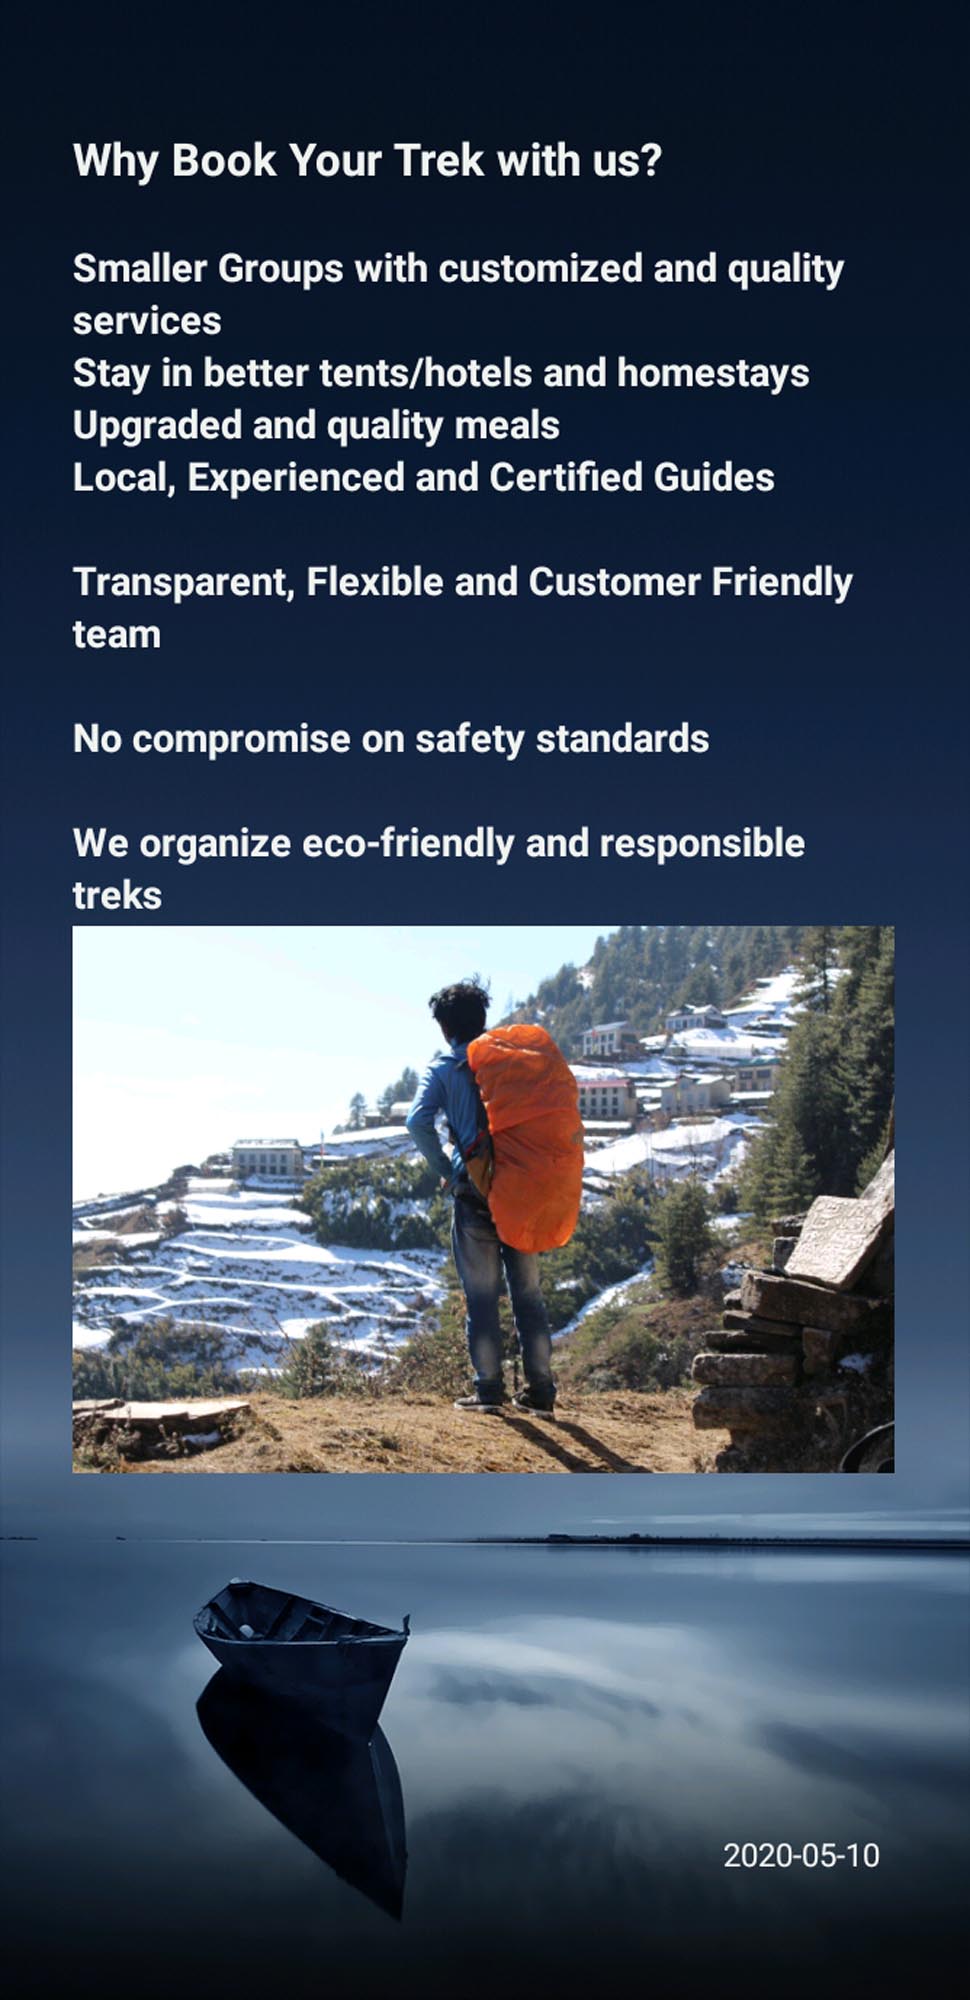 Why Book Your Trek with us?
Smaller Groups with customized and quality
services
Stay in better tents/hotels and homestays
Upgraded and quality meals
Local, Experienced and Certified Guides
Transparent, Flexible and Customer Friendly
team
No compromise on safety standards
We organize eco-friendly and responsible
treks
2020-05-10